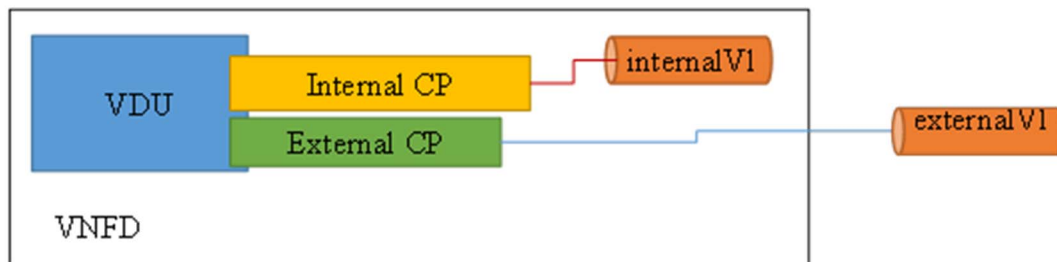 VDU
Internal CP
internalVl
External CP
externalVl
VNFD